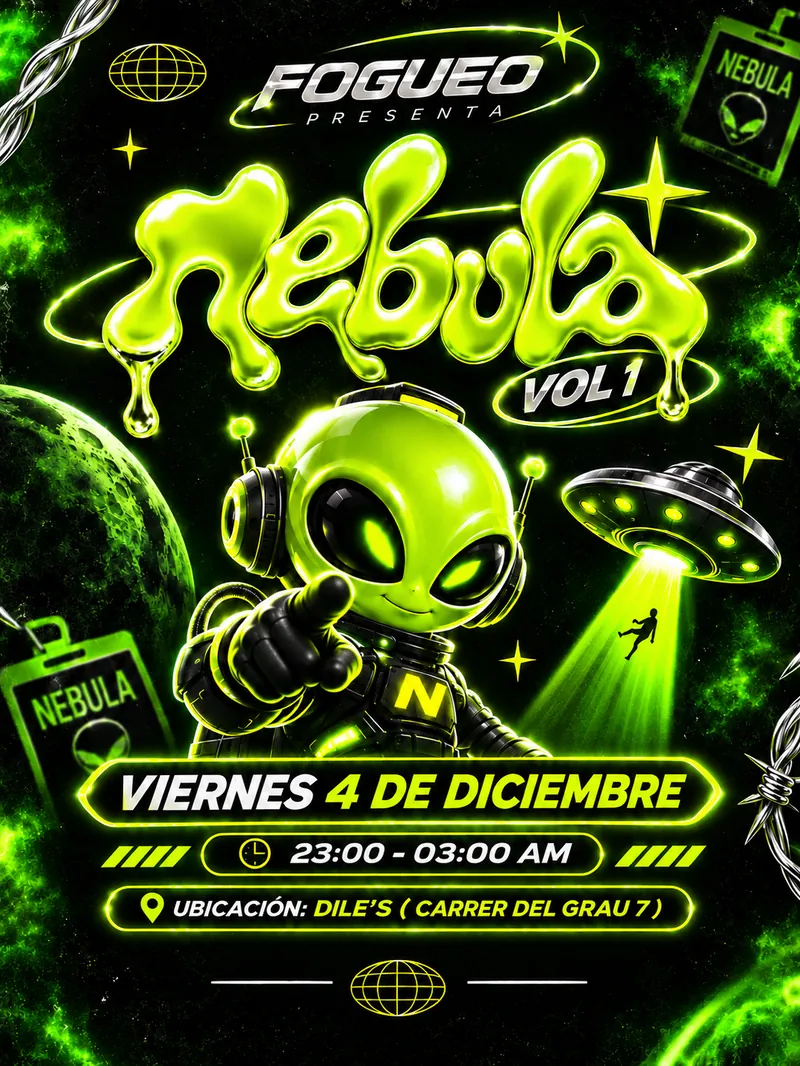 FOGUEO
PRESENTA
NEBULA
nebula
VOL 1
NEBULA
N
VIERNES 4 DE DICIEMBRE
23:00 - 03:00 AM
UBICACIÓN: DILE'S ( CARRER DEL GRAU 7 )